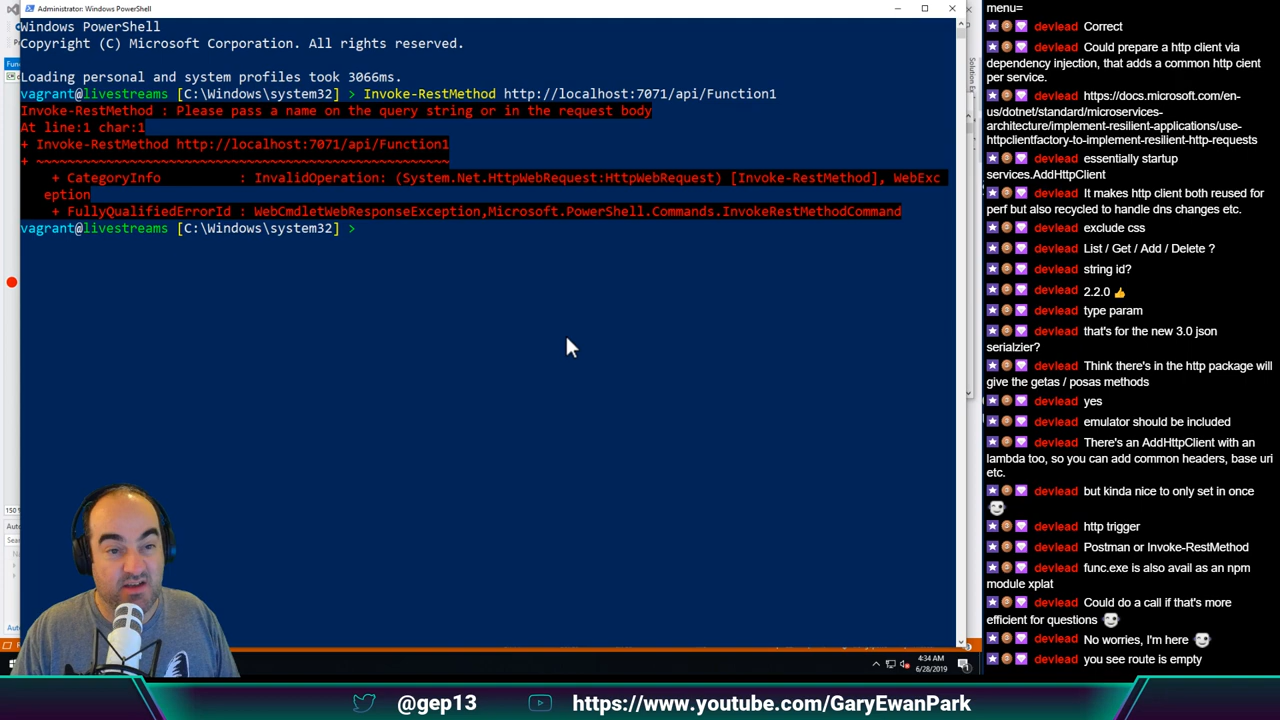 Administrator: Windows PowerShell
Windows PowerShell
Copyright (C) Microsoft Corporation. All rights reserved.
Loading personal and system profiles took 3066ms.
vagrant@livestreams [C:\Windows\system32] > Invoke-RestMethod http://localhost:7071/api/Function1
Invoke-RestMethod : Please pass a name on the query string or in the request body
At line:1 char:1
+ Invoke-RestMethod http://localhost:7071/api/Function1
+ ~~~~~~~~~~~~~~~~~~~~~~~~~~~~~~~~~~~~~~~~~~~~~~~~~~~~~
+ CategoryInfo : InvalidOperation: (System.Net.HttpWebRequest:HttpWebRequest) [Invoke-RestMethod], WebExc
eption
+ FullyQualifiedErrorId : WebCmdletWebResponseException,Microsoft.PowerShell.Commands.InvokeRestMethodCommand
vagrant@livestreams [C:\Windows\system32] >
4:34 AM
6/28/2019
menu=
devlead Correct
devlead Could prepare a http client via
dependency injection, that adds a common http cient
per service.
devlead https://docs.microsoft.com/en-
us/dotnet/standard/microservices-
architecture/implement-resilient-applications/use-
httpclientfactory-to-implement-resilient-http-requests
devlead essentially startup
services.AddHttpClient
devlead It makes http client both reused for
perf but also recycled to handle dns changes etc.
devlead exclude css
devlead List / Get / Add / Delete ?
devlead string id?
devlead 2.2.0 👍
devlead type param
devlead that's for the new 3.0 json
serialzier?
devlead Think there's in the http package will
give the getas / posas methods
devlead yes
devlead emulator should be included
devlead There's an AddHttpClient with an
lambda too, so you can add common headers, base uri
etc.
devlead but kinda nice to only set in once
devlead http trigger
devlead Postman or Invoke-RestMethod
devlead func.exe is also avail as an npm
module xplat
devlead Could do a call if that's more
efficient for questions
devlead No worries, I'm here
devlead you see route is empty
@gep13
https://www.youtube.com/GaryEwanPark